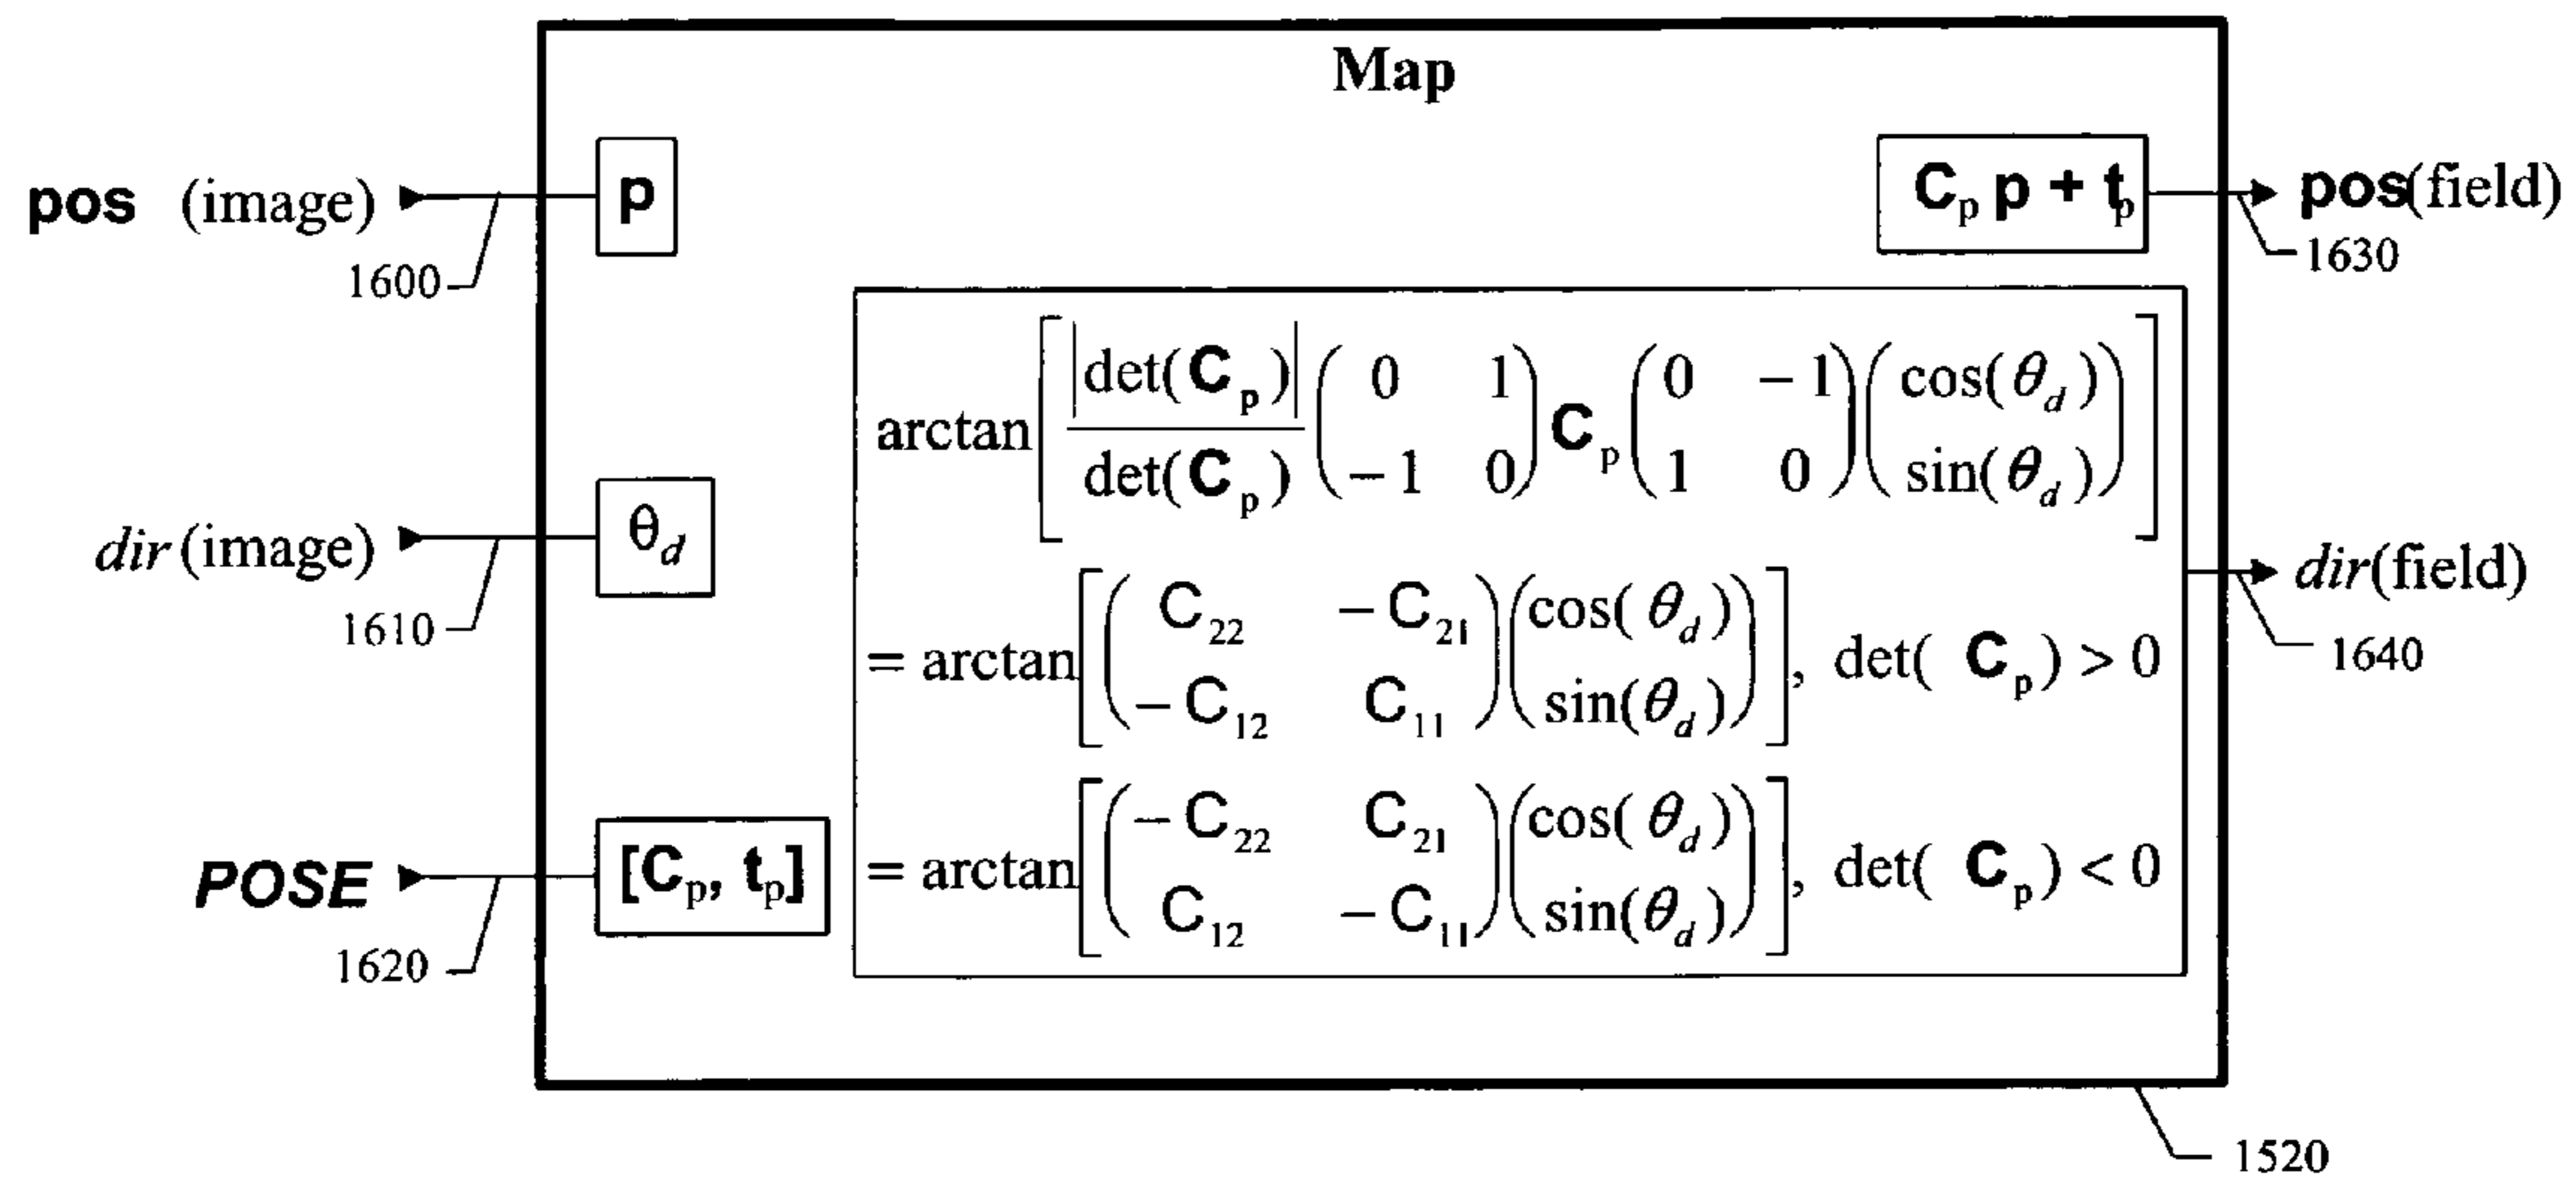 Map
pos (image)
1600
p
C_p p + t_p
pos(field)
1630
arctan[ |det(C_p)| / det(C_p) ( 0 1 ; -1 0 ) C_p ( 0 -1 ; 1 0 ) ( cos(θ_d) ; sin(θ_d) ) ]
dir(image)
1610
θ_d
= arctan[ ( C_22 -C_21 ; -C_12 C_11 ) ( cos(θ_d) ; sin(θ_d) ) ], det( C_p ) > 0
dir(field)
1640
POSE
1620
[C_p, t_p]
= arctan[ ( -C_22 C_21 ; C_12 -C_11 ) ( cos(θ_d) ; sin(θ_d) ) ], det( C_p ) < 0
1520